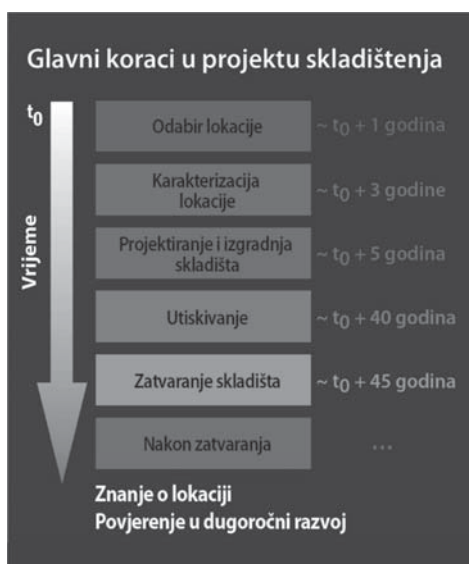 Glavni koraci u projektu skladištenja
t0
Vrijeme
Odabir lokacije
~ t0 + 1 godina
Karakterizacija
lokacije
~ t0 + 3 godine
Projektiranje i izgradnja
skladišta
~ t0 + 5 godina
Utiskivanje
~ t0 + 40 godina
Zatvaranje skladišta
~ t0 + 45 godina
Nakon zatvaranja
...
Znanje o lokaciji
Povjerenje u dugoročni razvoj